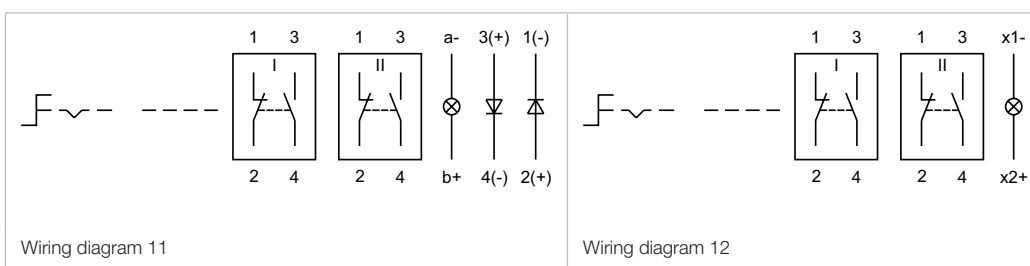 1 3 1 3 a- 3(+) 1(-)
I II
2 4 2 4 b+ 4(-) 2(+)
Wiring diagram 11
1 3 1 3 x1-
I II
2 4 2 4 x2+
Wiring diagram 12